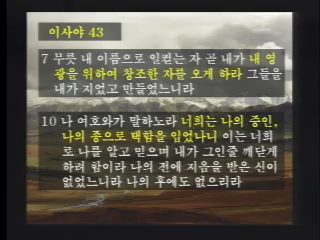 이사야 43
7 무릇 내 이름으로 일컫는 자 곧 내가 내 영
광을 위하여 창조한 자를 오게 하라 그들을
내가 지었고 만들었느니라
10 나 여호와가 말하노라 너희는 나의 증인,
나의 종으로 택함을 입었나니 이는 너희
로 나를 알고 믿으며 내가 그인줄 깨닫게
하려 함이라 나의 전에 지음을 받은 신이
없었느니라 나의 후에도 없으리라